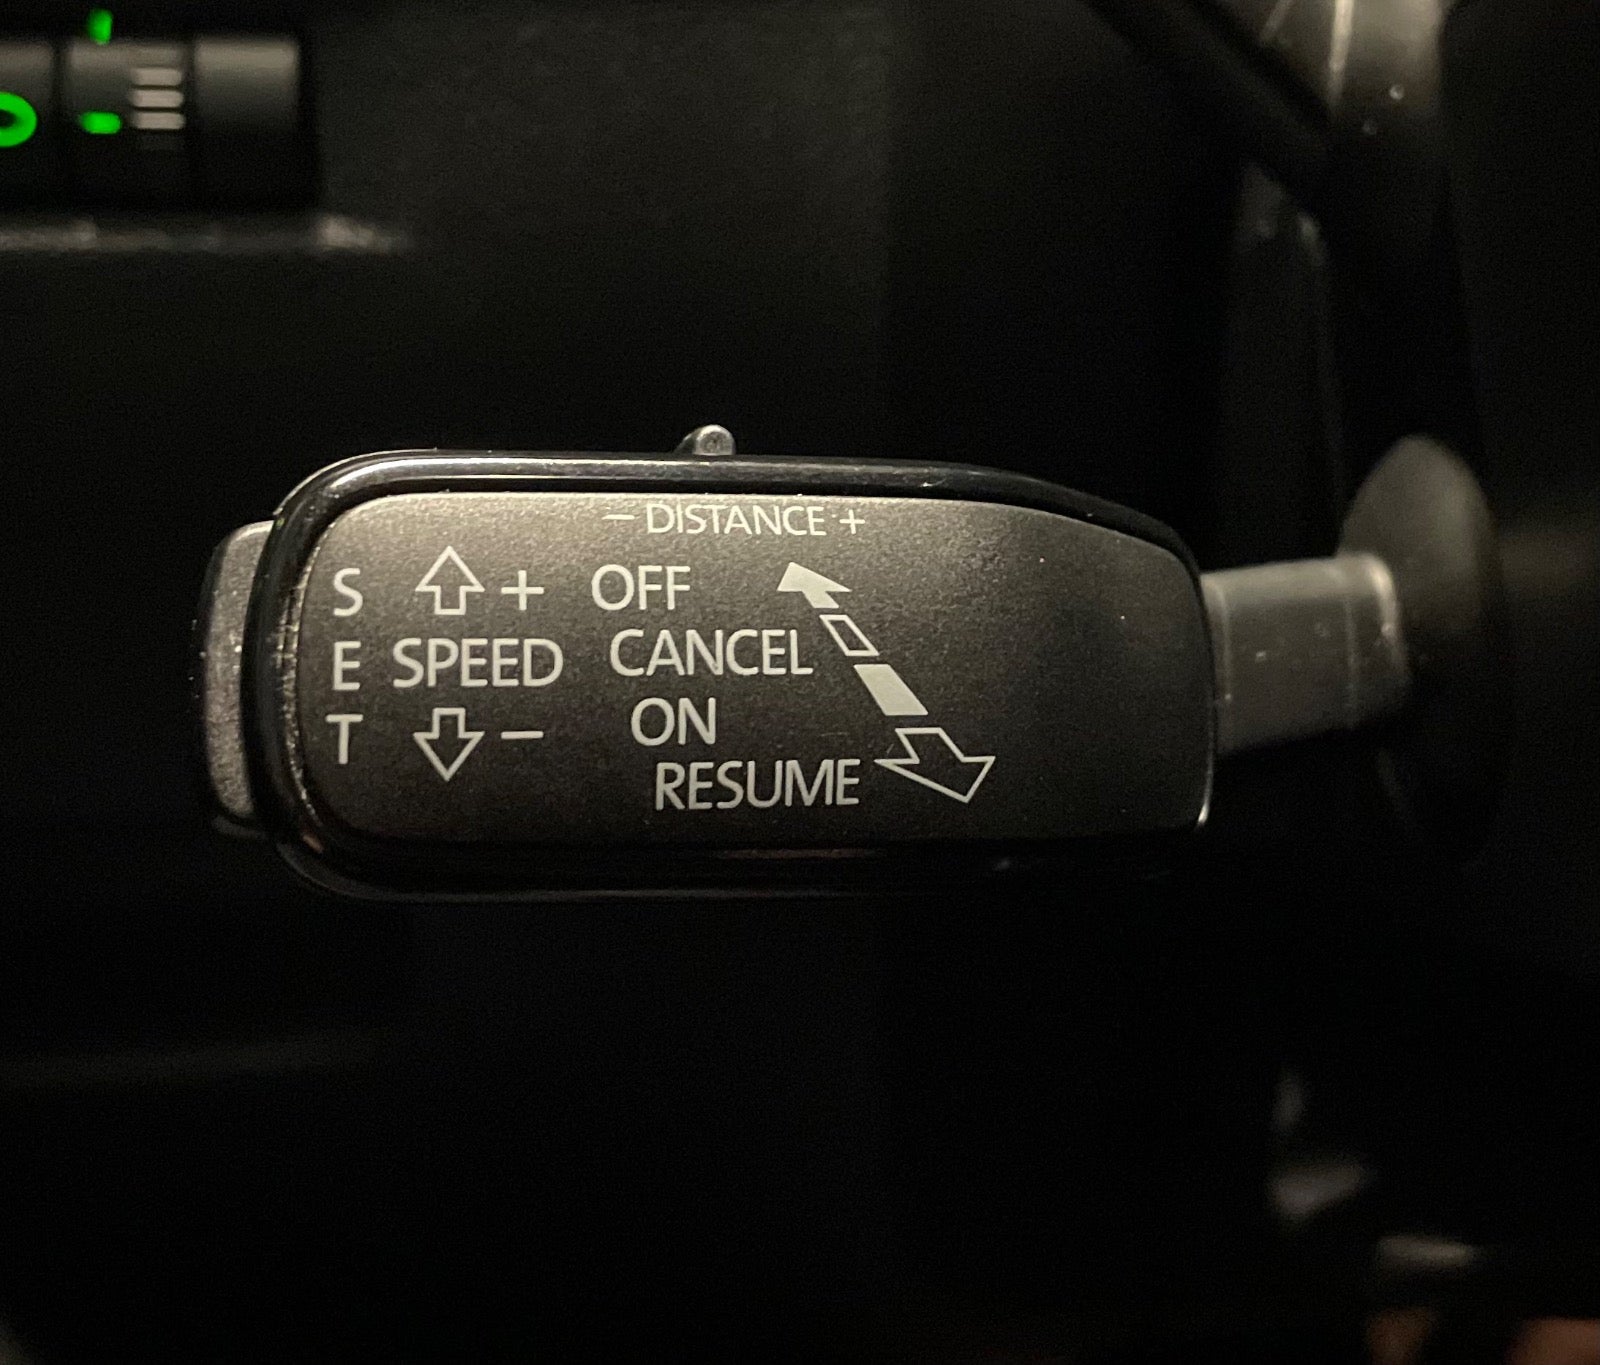 – DISTANCE +
S + OFF
E SPEED CANCEL
T – ON
RESUME